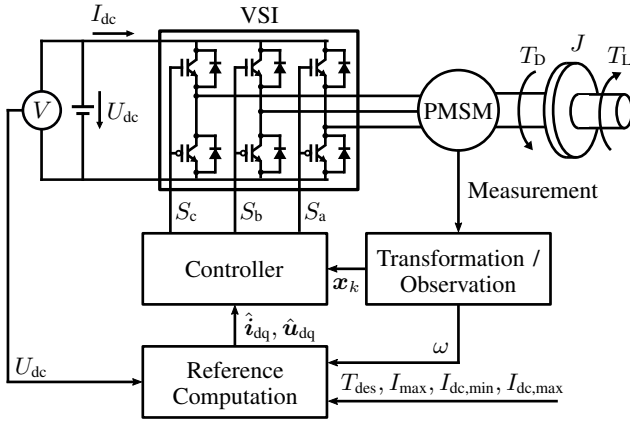 VSI
I_dc
V
U_dc
PMSM
T_D
J
T_L
Measurement
S_c
S_b
S_a
Controller
x_k
Transformation /
Observation
î_dq, û_dq
ω
U_dc
Reference
Computation
T_des, I_max, I_dc,min, I_dc,max